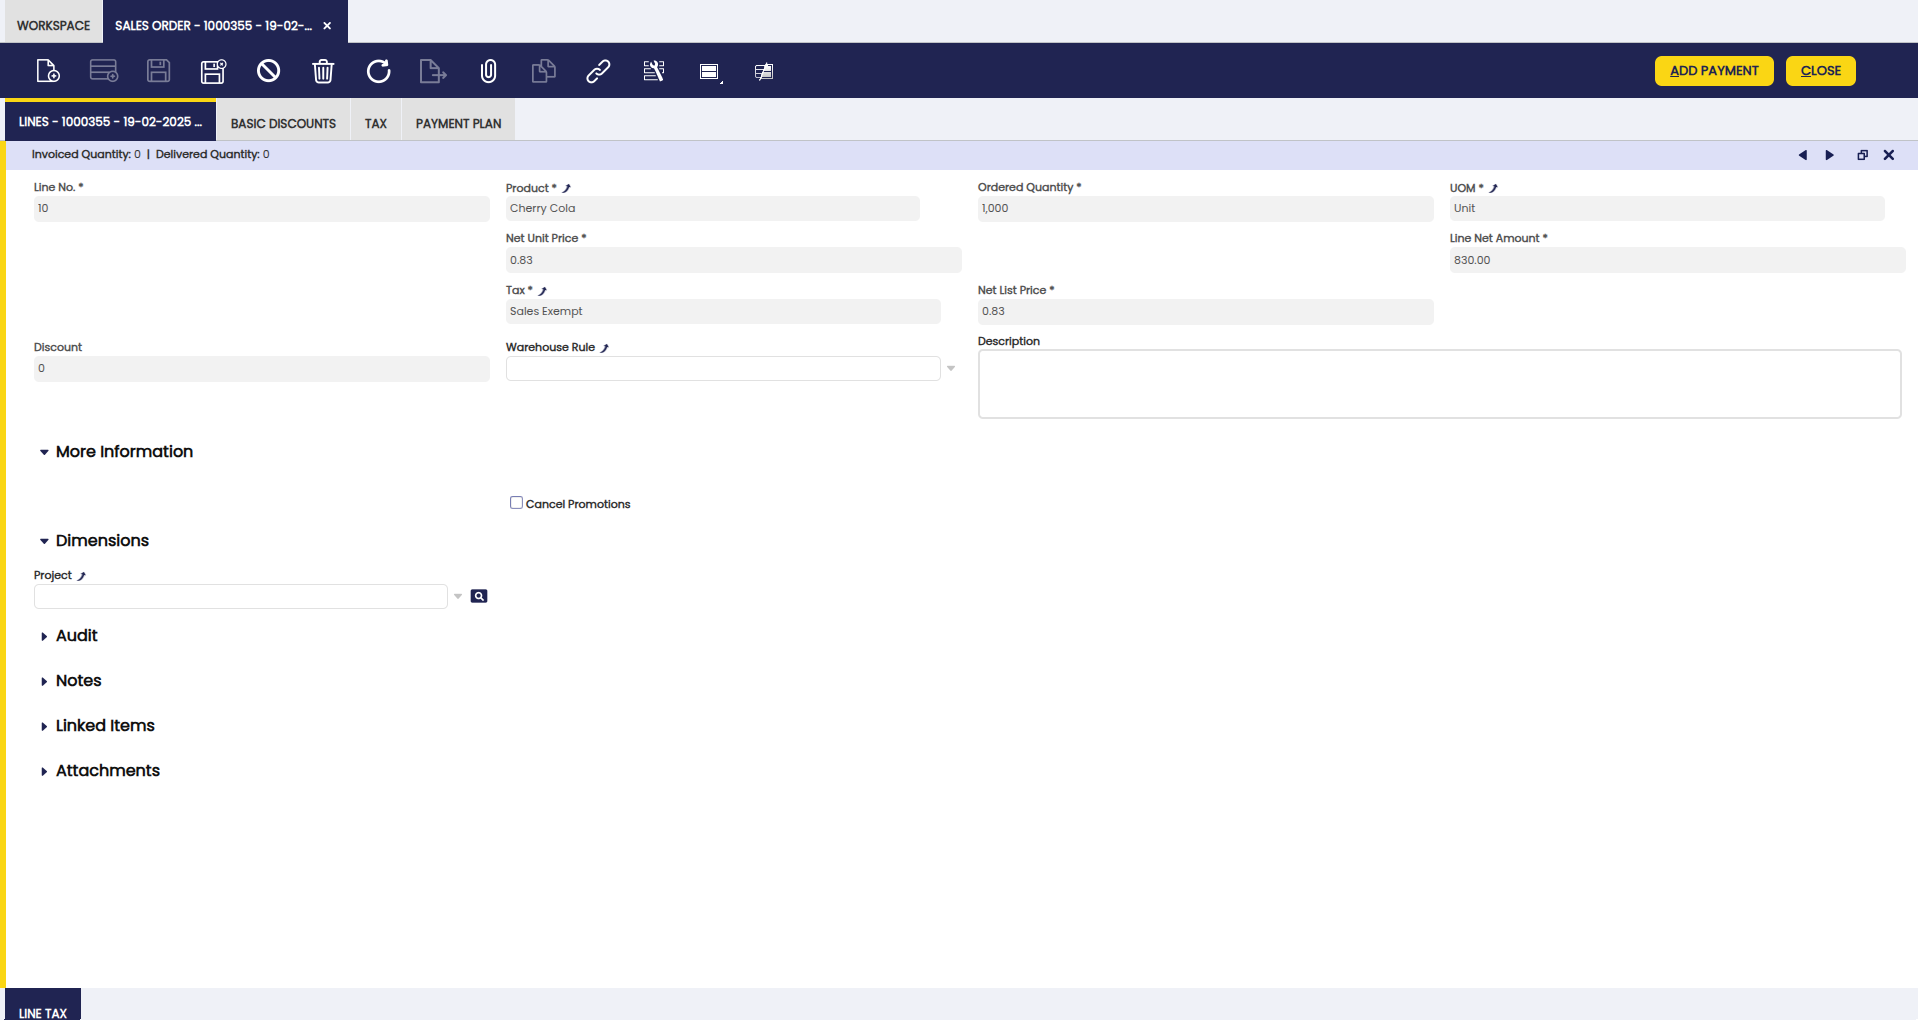 WORKSPACE
SALES ORDER - 1000355 - 19-02-...
ADD PAYMENT
CLOSE
LINES - 1000355 - 19-02-2025 ...
BASIC DISCOUNTS
TAX
PAYMENT PLAN
Invoiced Quantity: 0 | Delivered Quantity: 0
Line No. *
10
Product *
Cherry Cola
Ordered Quantity *
1,000
UOM *
Unit
Net Unit Price *
0.83
Line Net Amount *
830.00
Tax *
Sales Exempt
Net List Price *
0.83
Discount
0
Warehouse Rule
Description
More Information
Cancel Promotions
Dimensions
Project
Audit
Notes
Linked Items
Attachments
LINE TAX